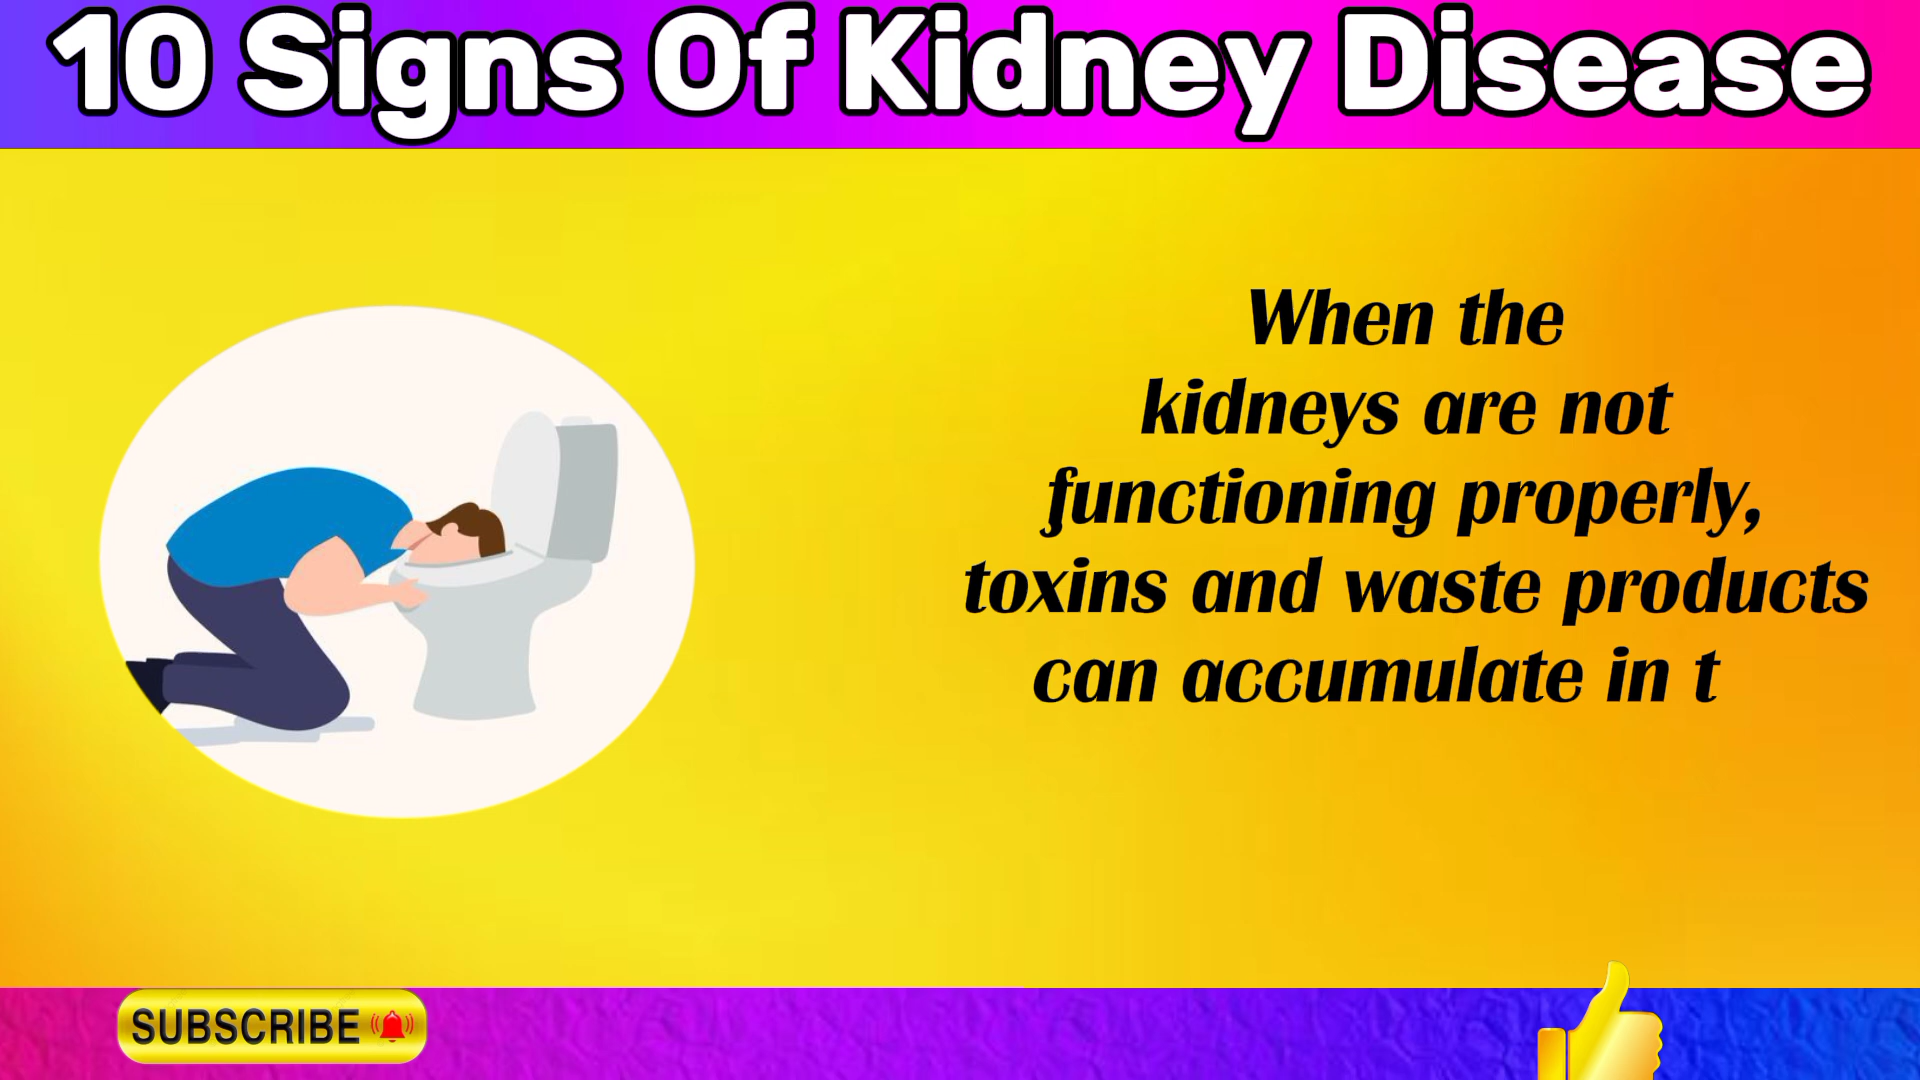 10 Signs Of Kidney Disease
When the
kidneys are not
functioning properly,
toxins and waste products
can accumulate in t
SUBSCRIBE